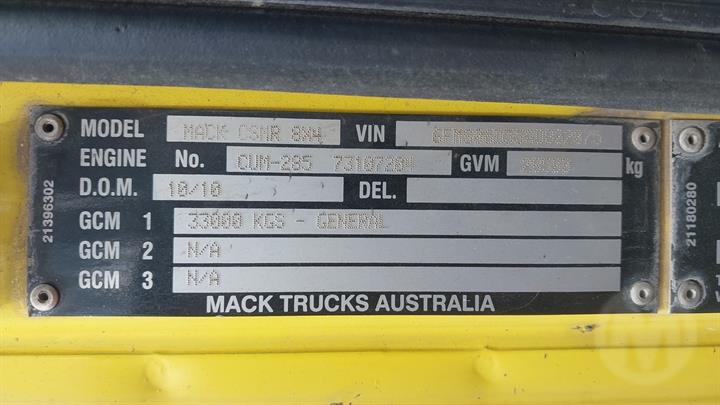 MODEL MACK CSMR 8X4 VIN
ENGINE No. CUM-285 GVM kg
D.O.M. 10/10 DEL.
GCM 1 33000 KGS - GENERAL
GCM 2 N/A
GCM 3 N/A
MACK TRUCKS AUSTRALIA
21396302
21180280